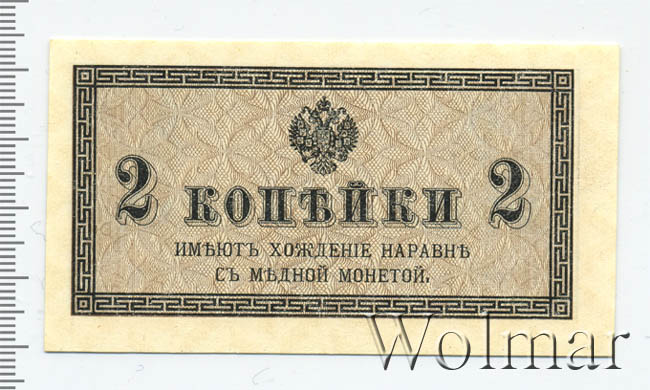 2 КОПѢЙКИ 2
ИМѢЮТЪ ХОЖДЕНІЕ НАРАВНѢ
СЪ МѢДНОЙ МОНЕТОЙ.
Wolmar